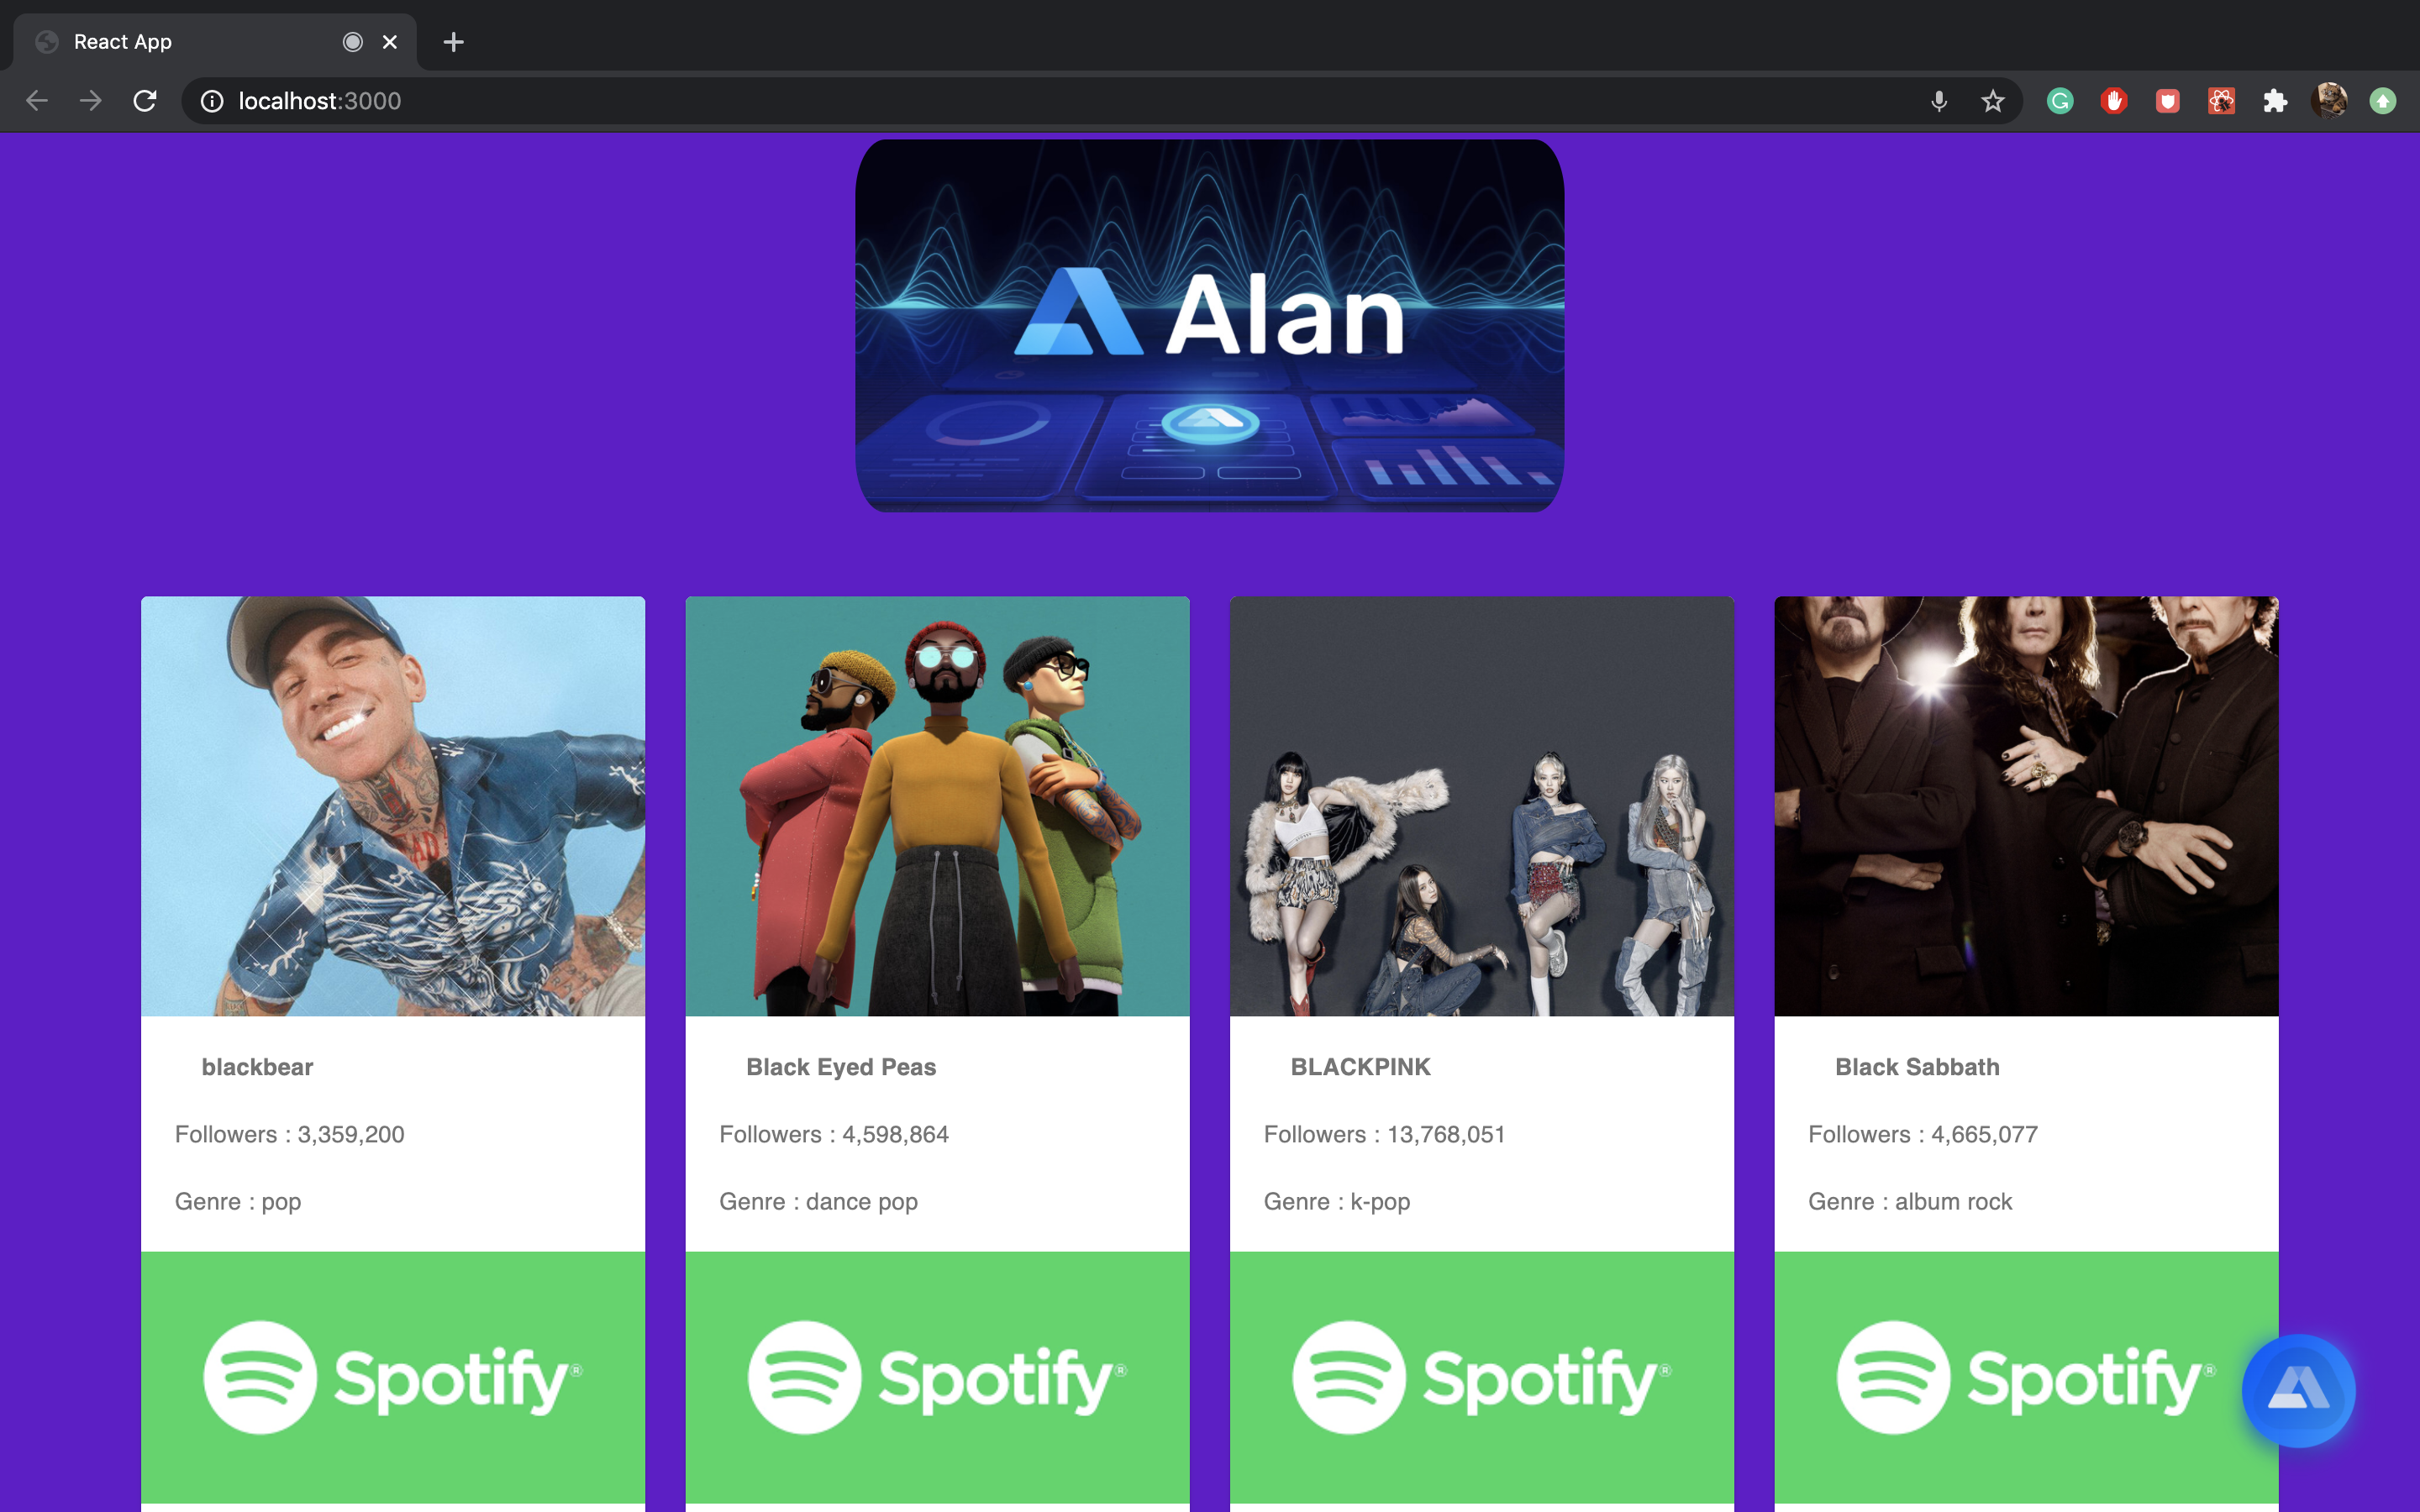 React App
localhost:3000
Alan
blackbear
Followers : 3,359,200
Genre : pop
Spotify®
Black Eyed Peas
Followers : 4,598,864
Genre : dance pop
Spotify®
BLACKPINK
Followers : 13,768,051
Genre : k-pop
Spotify®
Black Sabbath
Followers : 4,665,077
Genre : album rock
Spotify®